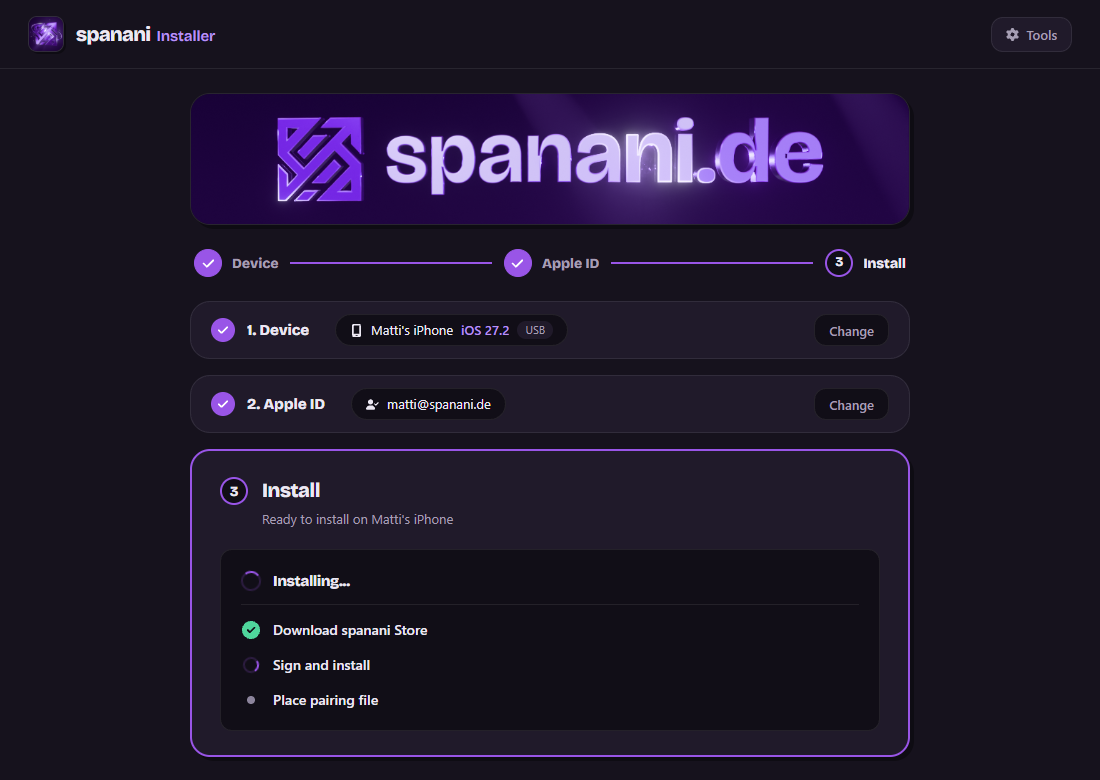 spanani Installer
Tools
spanani.de
Device
Apple ID
3 Install
1. Device
Matti's iPhone iOS 27.2 USB
Change
2. Apple ID
matti@spanani.de
Change
3 Install
Ready to install on Matti's iPhone
Installing...
Download spanani Store
Sign and install
Place pairing file